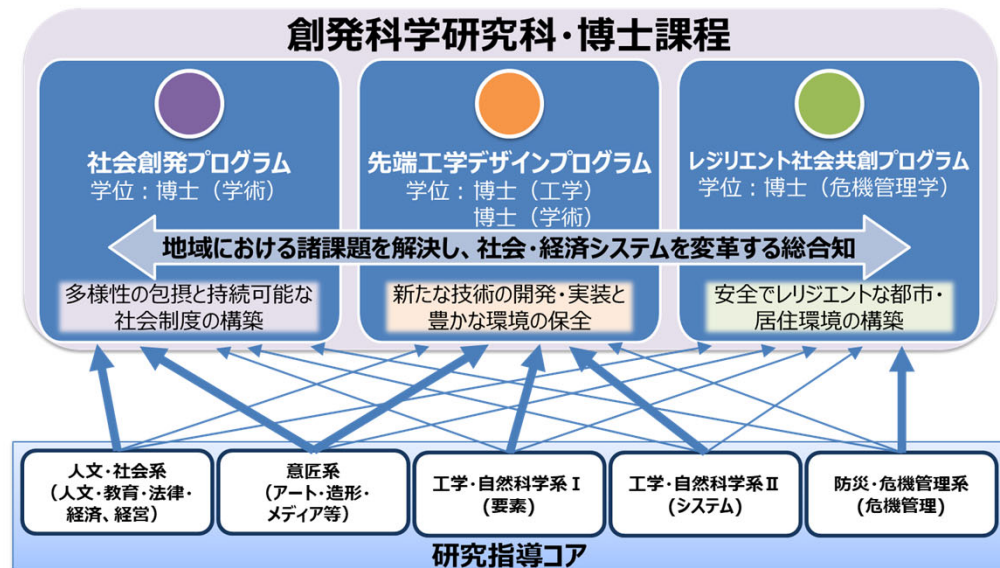 創発科学研究科・博士課程
社会創発プログラム
学位：博士（学術）
先端工学デザインプログラム
学位：博士（工学）
博士（学術）
レジリエント社会共創プログラム
学位：博士（危機管理学）
地域における諸課題を解決し、社会・経済システムを変革する総合知
多様性の包摂と持続可能な
社会制度の構築
新たな技術の開発・実装と
豊かな環境の保全
安全でレリジエントな都市・
居住環境の構築
人文・社会系
(人文・教育・法律・
経済、経営)
意匠系
(アート・造形・
メディア等)
工学・自然科学系Ⅰ
(要素)
工学・自然科学系Ⅱ
(システム)
防災・危機管理系
(危機管理)
研究指導コア